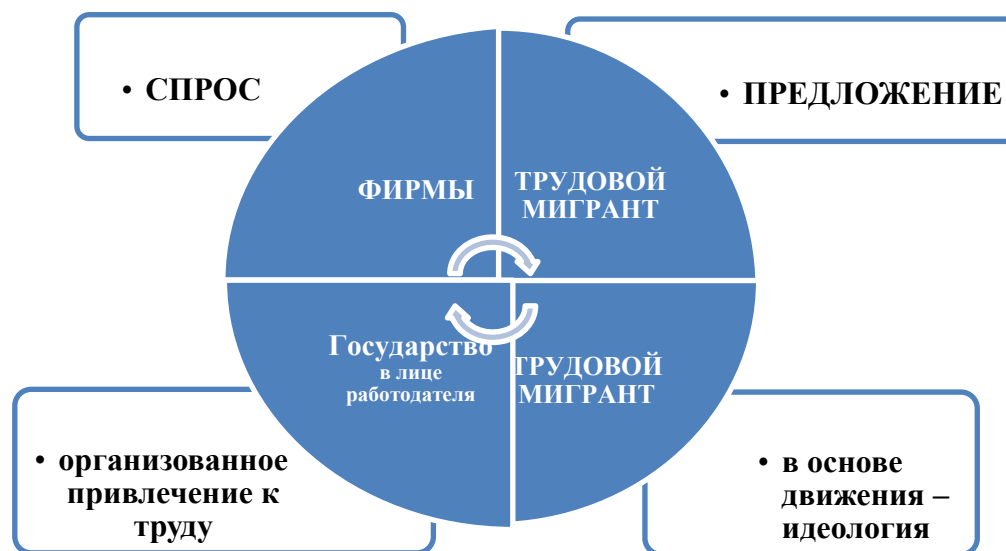 • СПРОС
• ПРЕДЛОЖЕНИЕ
ФИРМЫ
ТРУДОВОЙ
МИГРАНТ
Государство
в лице
работодателя
ТРУДОВОЙ
МИГРАНТ
• организованное
привлечение к
труду
• в основе
движения –
идеология